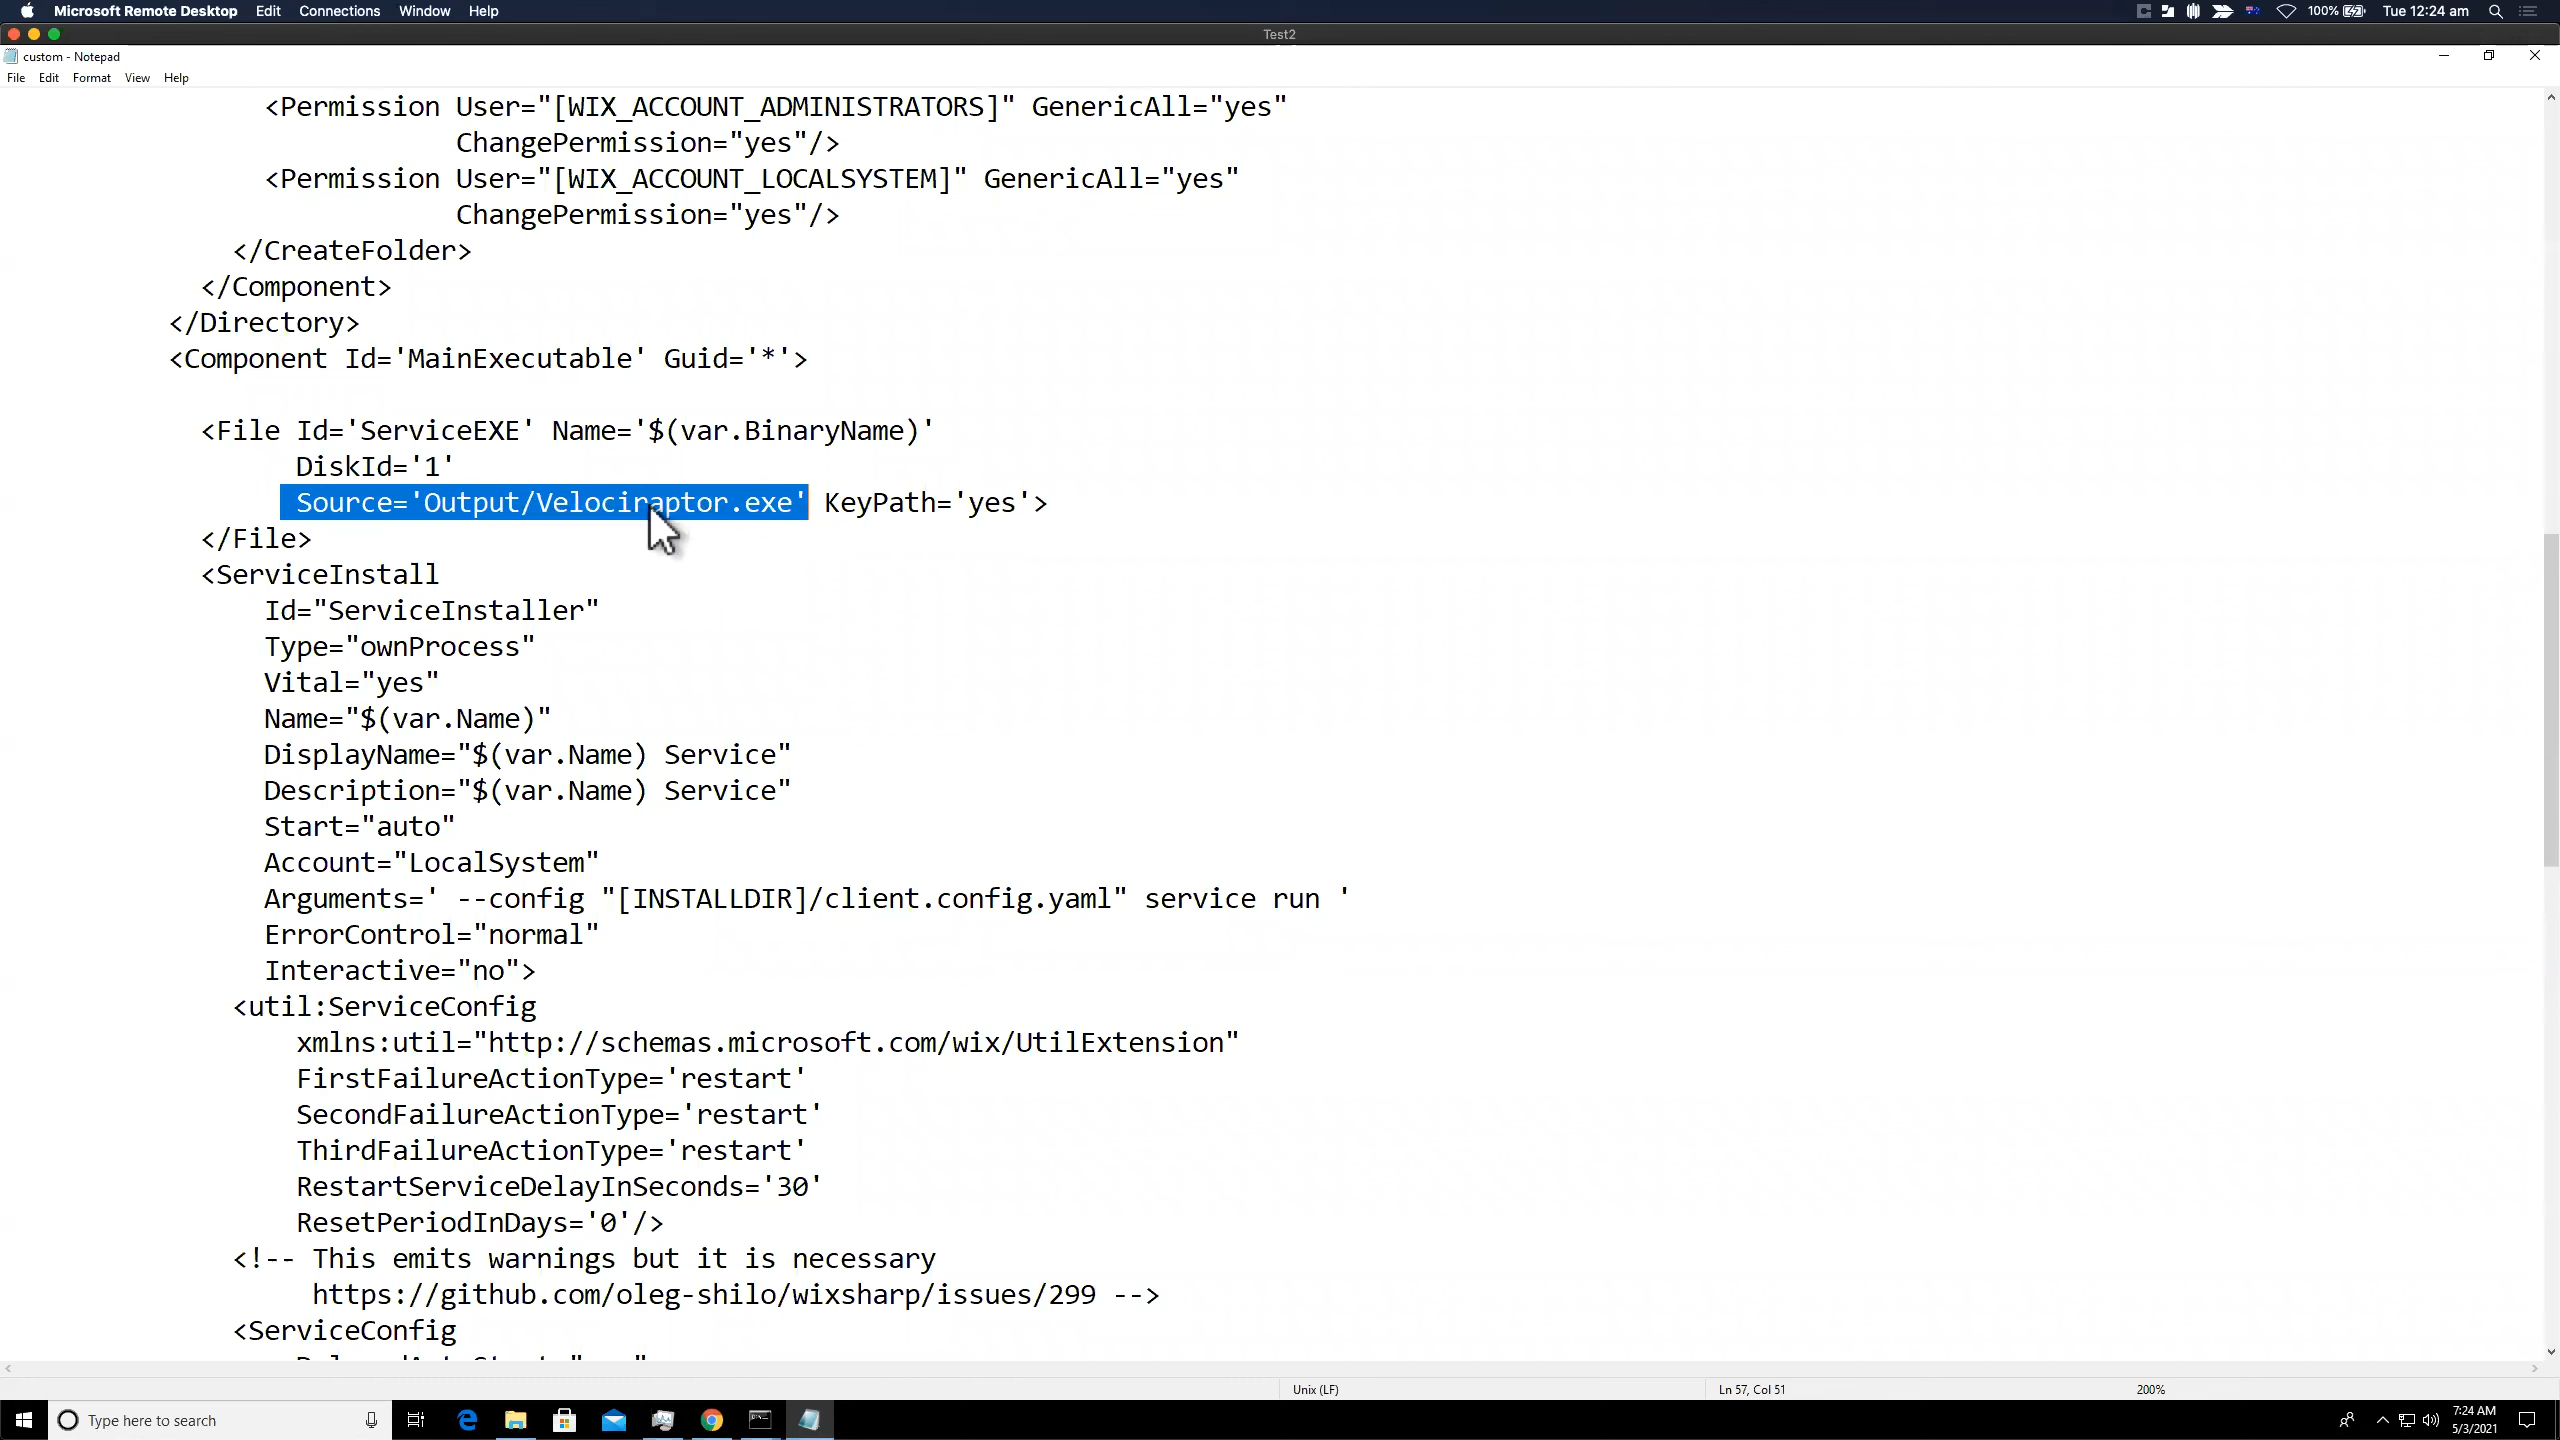 Microsoft Remote Desktop Edit Connections Window Help
100% Tue 12:24 am
Test2
custom - Notepad
File Edit Format View Help
<Permission User="[WIX_ACCOUNT_ADMINISTRATORS]" GenericAll="yes"
ChangePermission="yes"/>
<Permission User="[WIX_ACCOUNT_LOCALSYSTEM]" GenericAll="yes"
ChangePermission="yes"/>
</CreateFolder>
</Component>
</Directory>
<Component Id='MainExecutable' Guid='*'>
<File Id='ServiceEXE' Name='$(var.BinaryName)'
DiskId='1'
Source='Output/Velociraptor.exe' KeyPath='yes'>
</File>
<ServiceInstall
Id="ServiceInstaller"
Type="ownProcess"
Vital="yes"
Name="$(var.Name)"
DisplayName="$(var.Name) Service"
Description="$(var.Name) Service"
Start="auto"
Account="LocalSystem"
Arguments=' --config "[INSTALLDIR]/client.config.yaml" service run '
ErrorControl="normal"
Interactive="no">
<util:ServiceConfig
xmlns:util="http://schemas.microsoft.com/wix/UtilExtension"
FirstFailureActionType='restart'
SecondFailureActionType='restart'
ThirdFailureActionType='restart'
RestartServiceDelayInSeconds='30'
ResetPeriodInDays='0'/>
<!-- This emits warnings but it is necessary
https://github.com/oleg-shilo/wixsharp/issues/299 -->
<ServiceConfig
Unix (LF) Ln 57, Col 51 200%
Type here to search
7:24 AM
5/3/2021